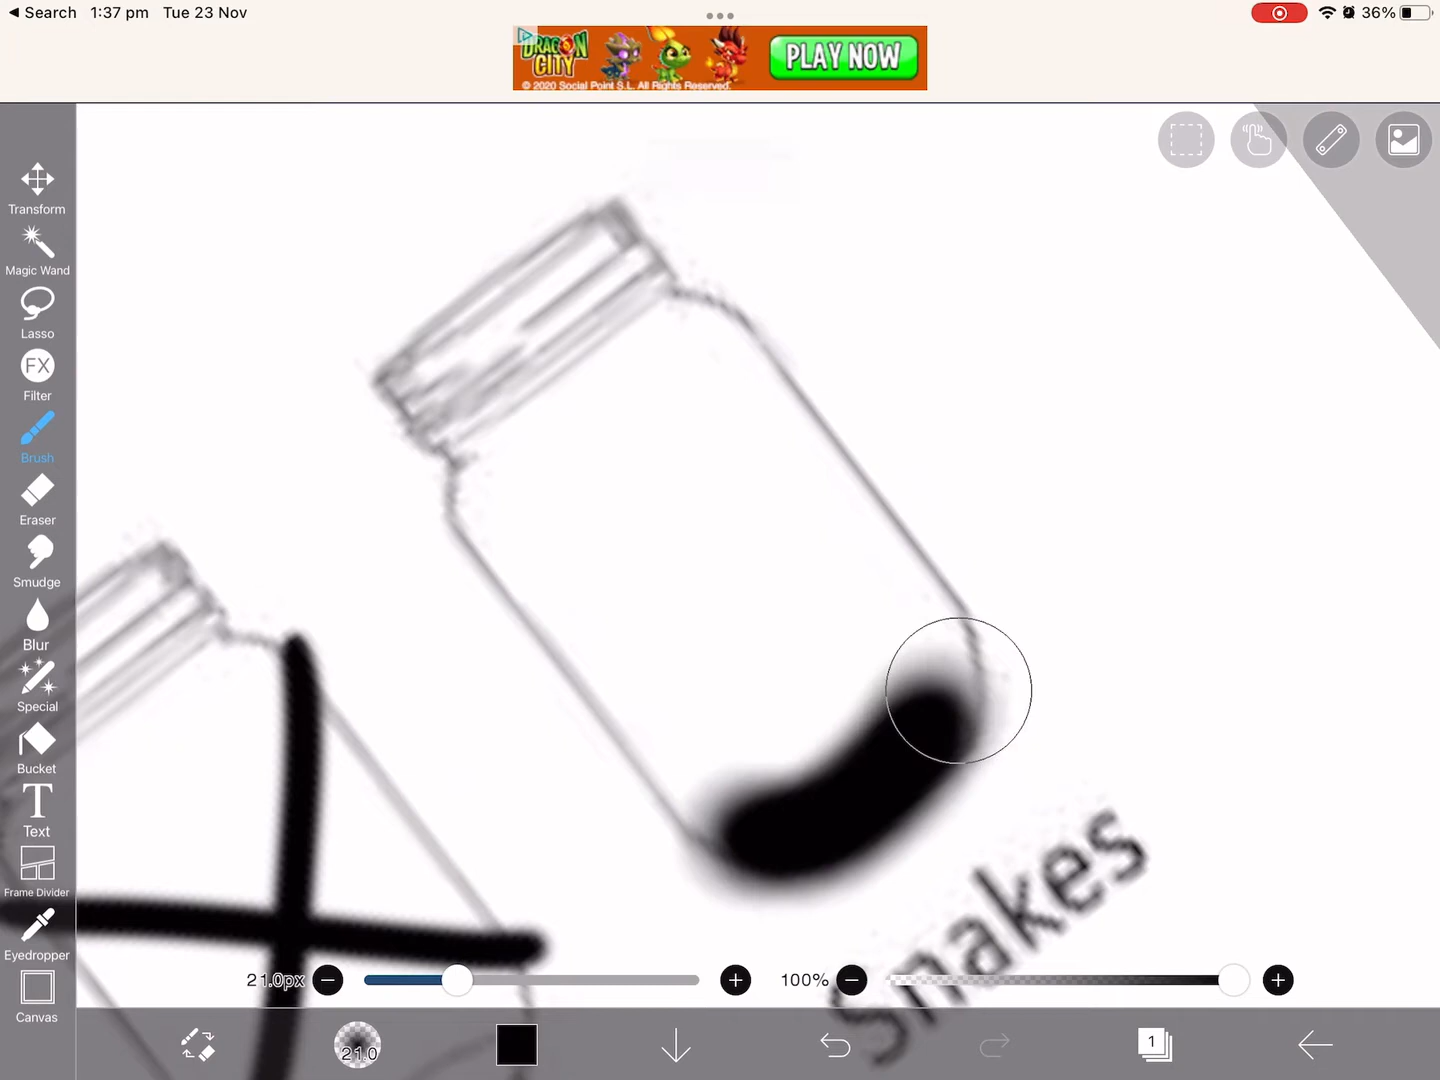 Search 1:37 pm Tue 23 Nov
36%
DRAGON CITY
PLAY NOW
© 2020 Social Point S.L. All Rights Reserved.
Transform
Magic Wand
Lasso
FX
Filter
Brush
Eraser
Smudge
Blur
Special
Bucket
T
Text
Frame Divider
Eyedropper
Canvas
Snakes
21.0px
100%
21.0
1